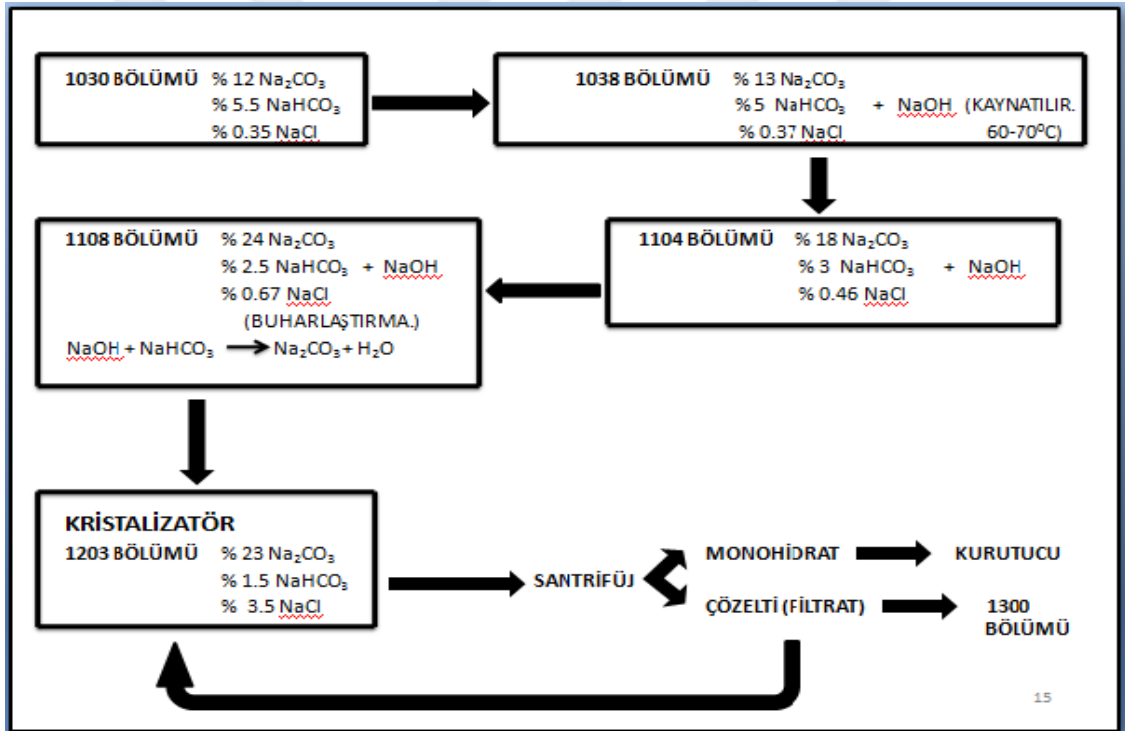 1030 BÖLÜMÜ % 12 Na₂CO₃
% 5.5 NaHCO₃
% 0.35 NaCl
1038 BÖLÜMÜ % 13 Na₂CO₃
%5 NaHCO₃ + NaOH (KAYNATILIR.
% 0.37 NaCl 60-70⁰C)
1108 BÖLÜMÜ % 24 Na₂CO₃
% 2.5 NaHCO₃ + NaOH
% 0.67 NaCl
(BUHARLAŞTIRMA.)
NaOH + NaHCO₃ → Na₂CO₃ + H₂O
1104 BÖLÜMÜ % 18 Na₂CO₃
% 3 NaHCO₃ + NaOH
% 0.46 NaCl
KRİSTALİZATÖR
1203 BÖLÜMÜ % 23 Na₂CO₃
% 1.5 NaHCO₃
% 3.5 NaCl
SANTRİFÜJ
MONOHİDRAT
KURUTUCU
ÇÖZELTİ (FİLTRAT)
1300
BÖLÜMÜ
15